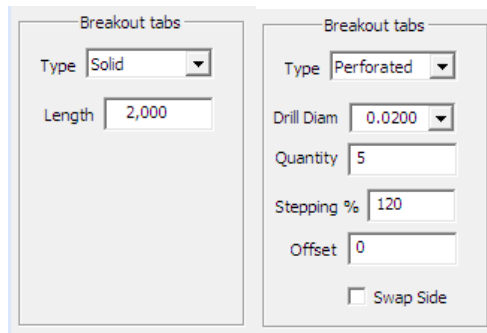 Breakout tabs
Type Solid
Length 2,000
Breakout tabs
Type Perforated
Drill Diam 0.0200
Quantity 5
Stepping % 120
Offset 0
Swap Side